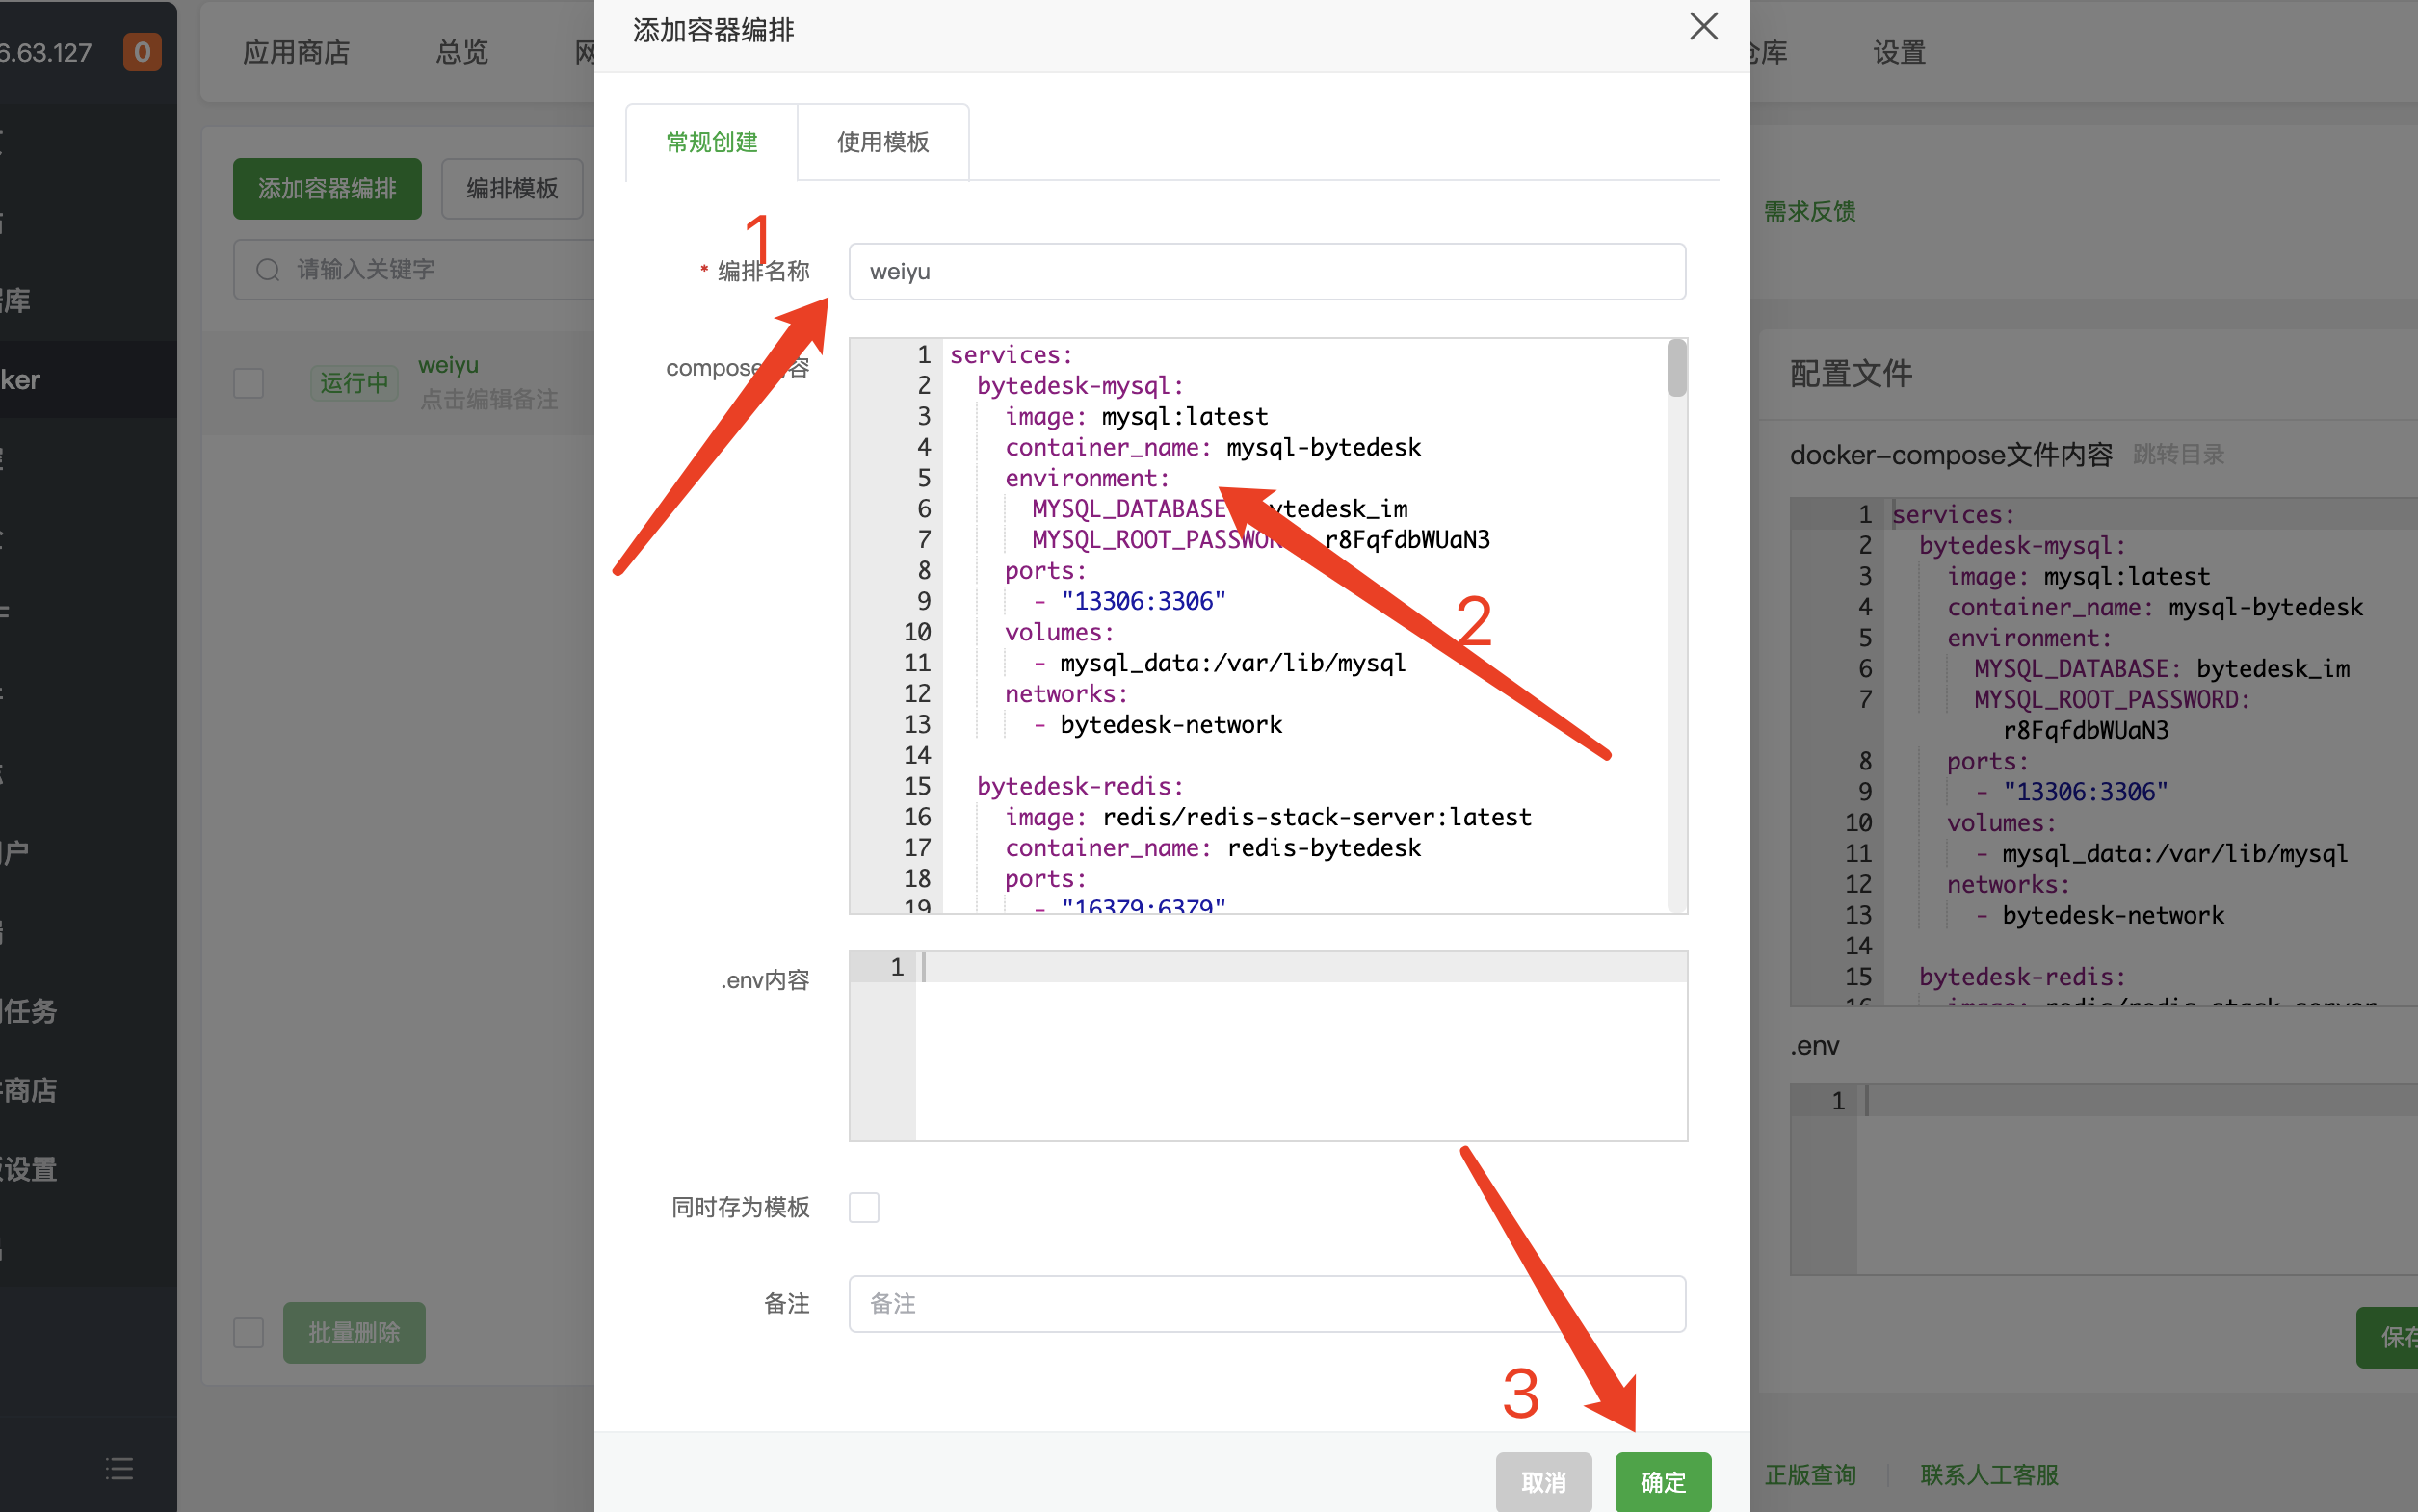 6.63.127 0
应用商店 总览
设置
添加容器编排 编排模板
请输入关键字
运行中 weiyu
点击编辑备注
批量删除
添加容器编排
常规创建 使用模板
1
* 编排名称 weiyu
compose
1 services:
2 bytedesk-mysql:
3 image: mysql:latest
4 container_name: mysql-bytedesk
5 environment:
6 MYSQL_DATABASE ytedesk_im
7 MYSQL_ROOT_PASSWOR r8FqfdbWUaN3
8 ports:
9 - "13306:3306"
10 volumes:
11 - mysql_data:/var/lib/mysql
12 networks:
13 - bytedesk-network
14
15 bytedesk-redis:
16 image: redis/redis-stack-server:latest
17 container_name: redis-bytedesk
18 ports:
19 - "16379:6379"
2
.env内容
1
同时存为模板
备注 备注
3
取消 确定
需求反馈
配置文件
docker-compose文件内容 跳转目录
1 services:
2 bytedesk-mysql:
3 image: mysql:latest
4 container_name: mysql-bytedesk
5 environment:
6 MYSQL_DATABASE: bytedesk_im
7 MYSQL_ROOT_PASSWORD:
r8FqfdbWUaN3
8 ports:
9 - "13306:3306"
10 volumes:
11 - mysql_data:/var/lib/mysql
12 networks:
13 - bytedesk-network
14
15 bytedesk-redis:
16 image: redis/redis-stack-server
.env
1
保存
正版查询 联系人工客服
库
ker
户
任务
商店
设置